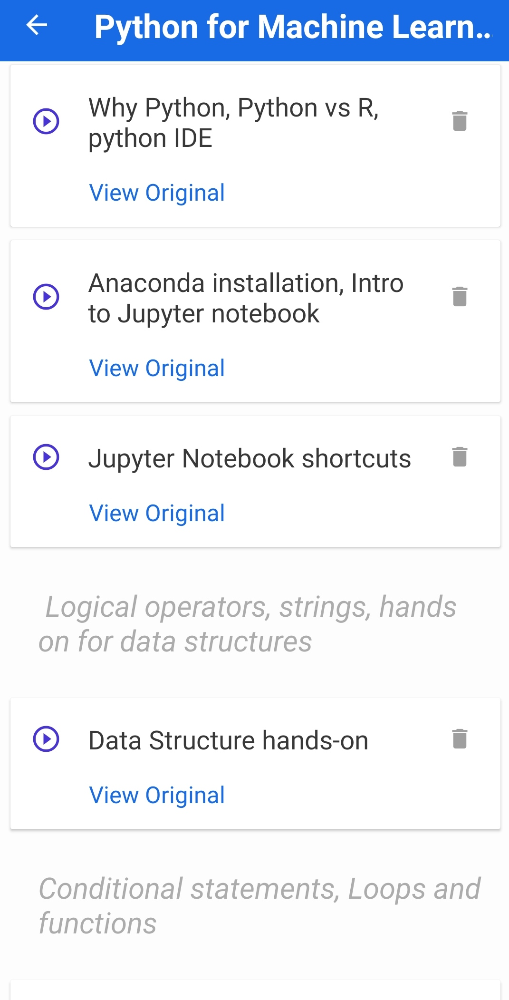 Python for Machine Learn...
Why Python, Python vs R,
python IDE
View Original
Anaconda installation, Intro
to Jupyter notebook
View Original
Jupyter Notebook shortcuts
View Original
Logical operators, strings, hands
on for data structures
Data Structure hands-on
View Original
Conditional statements, Loops and
functions